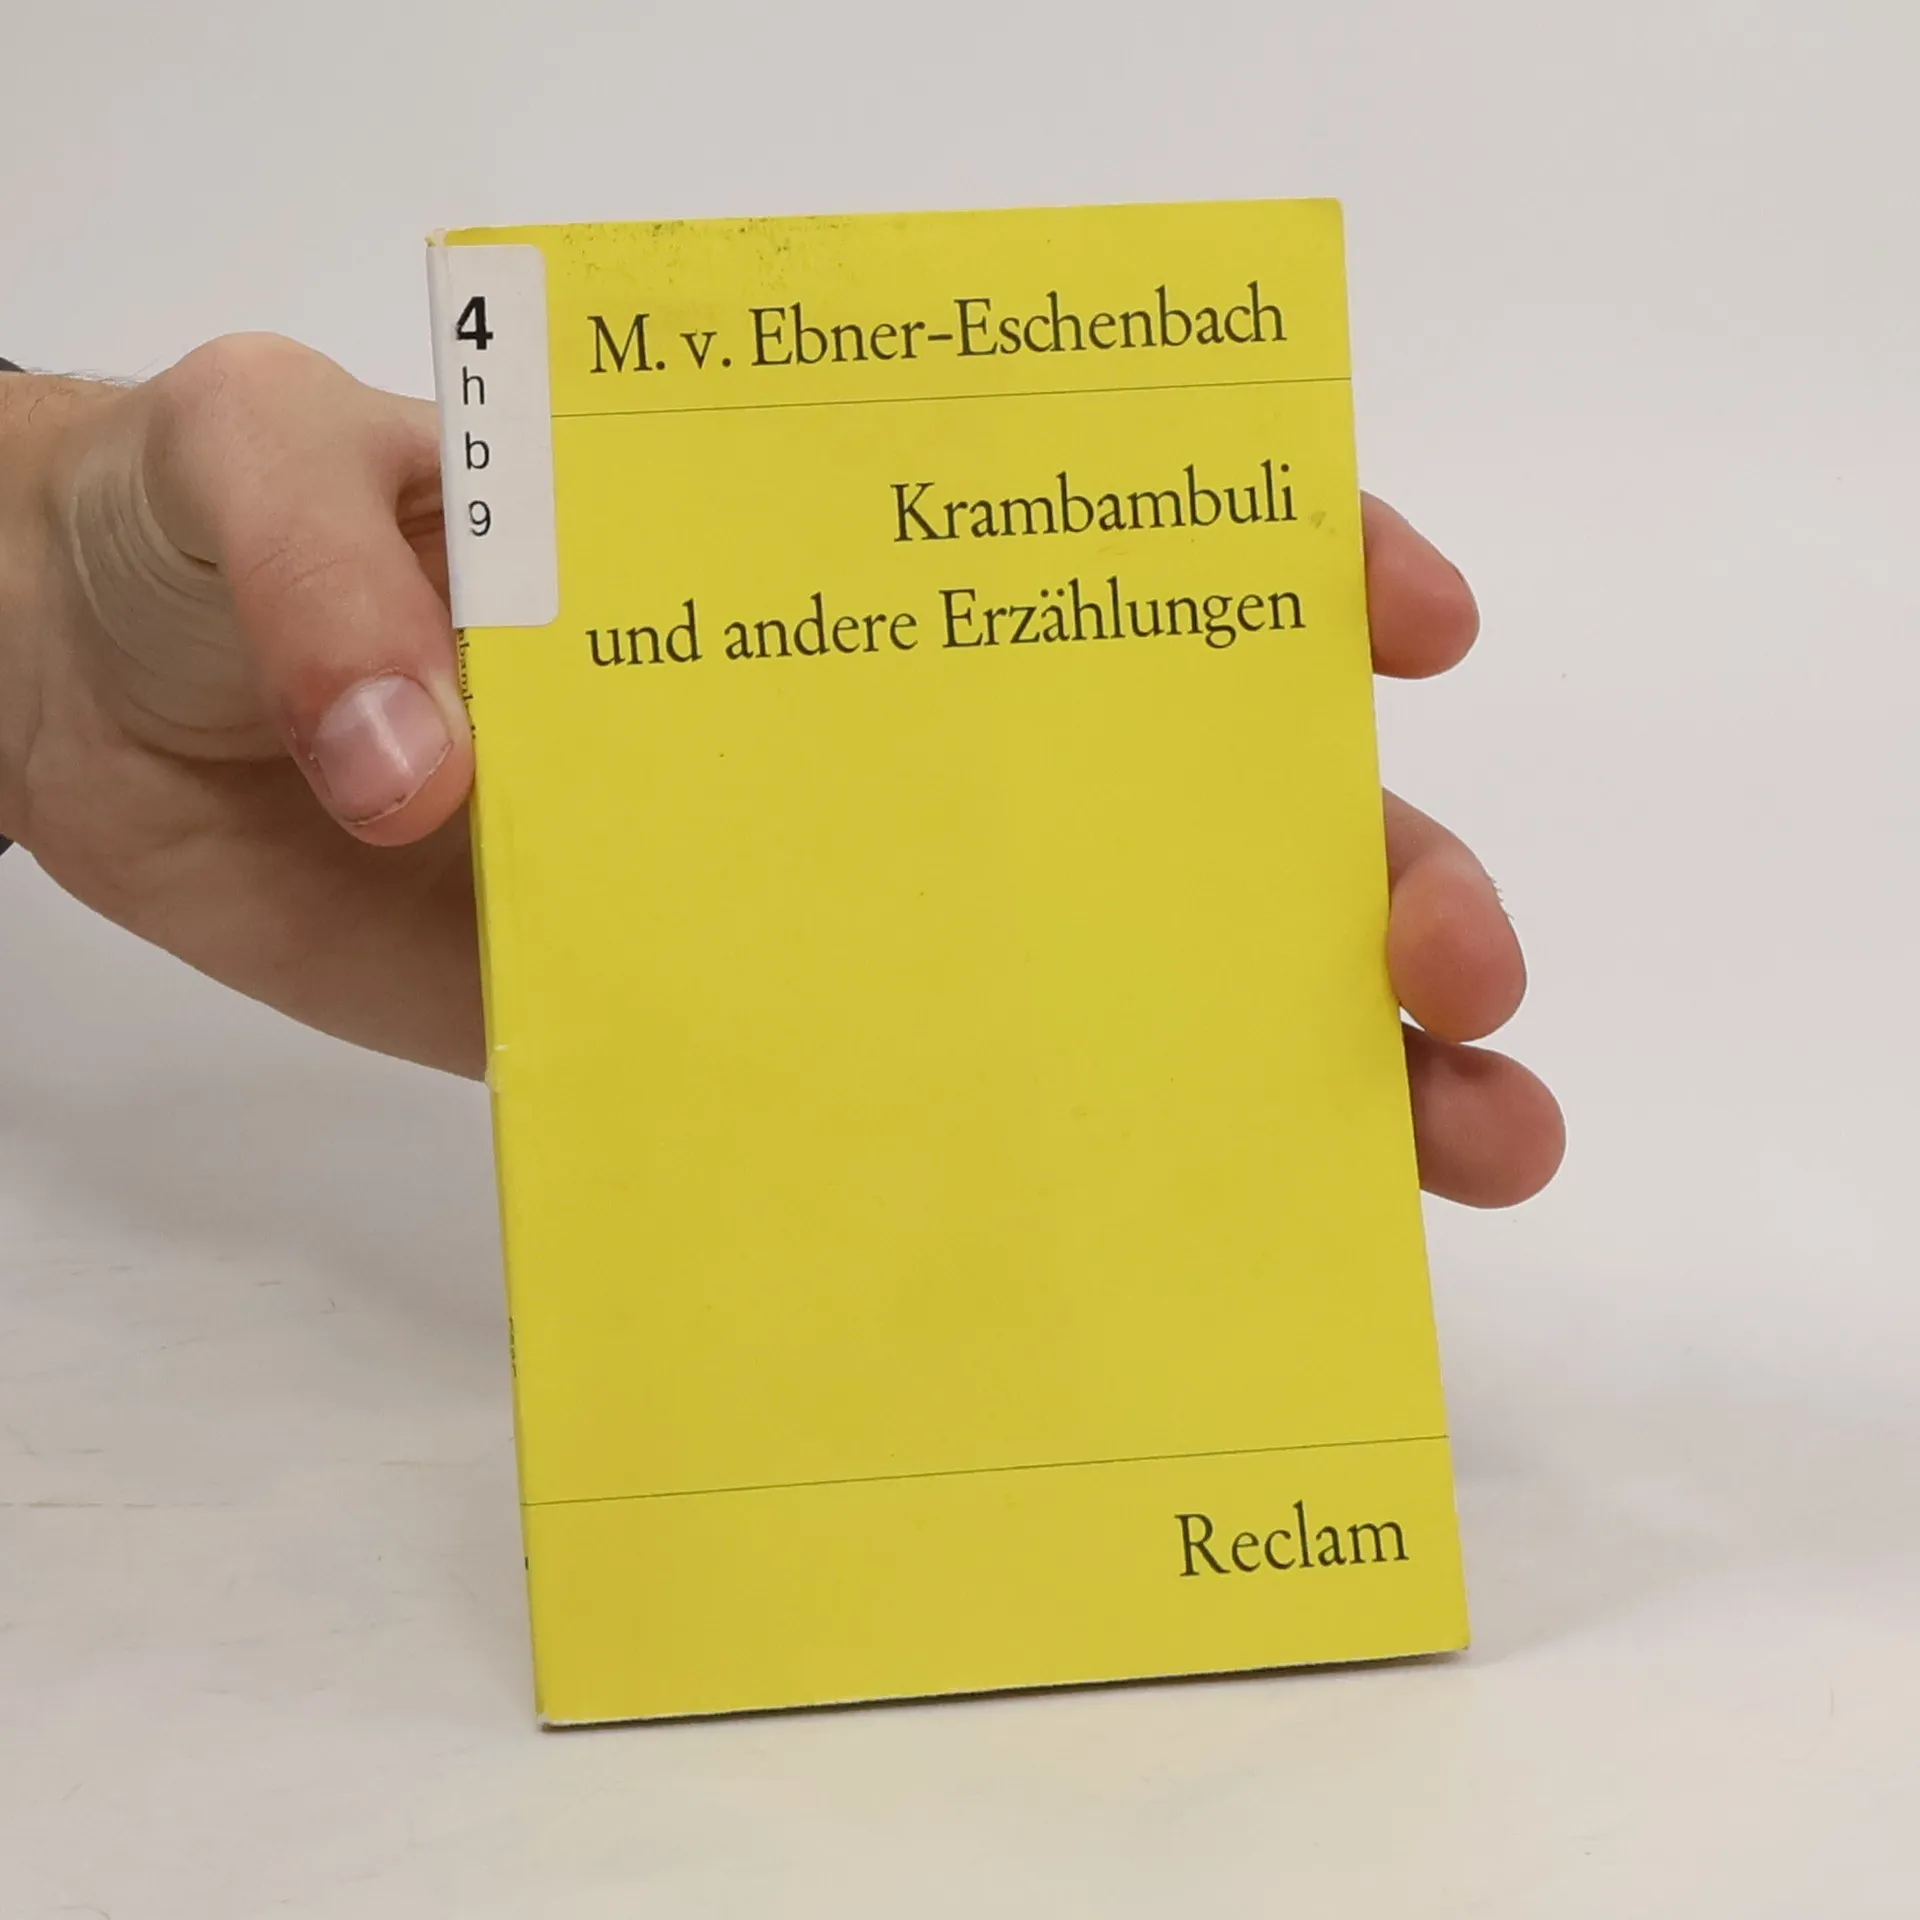 4
h
b
9
M. v. Ebner-Eschenbach
Krambambuli
und andere Erzählungen
Reclam